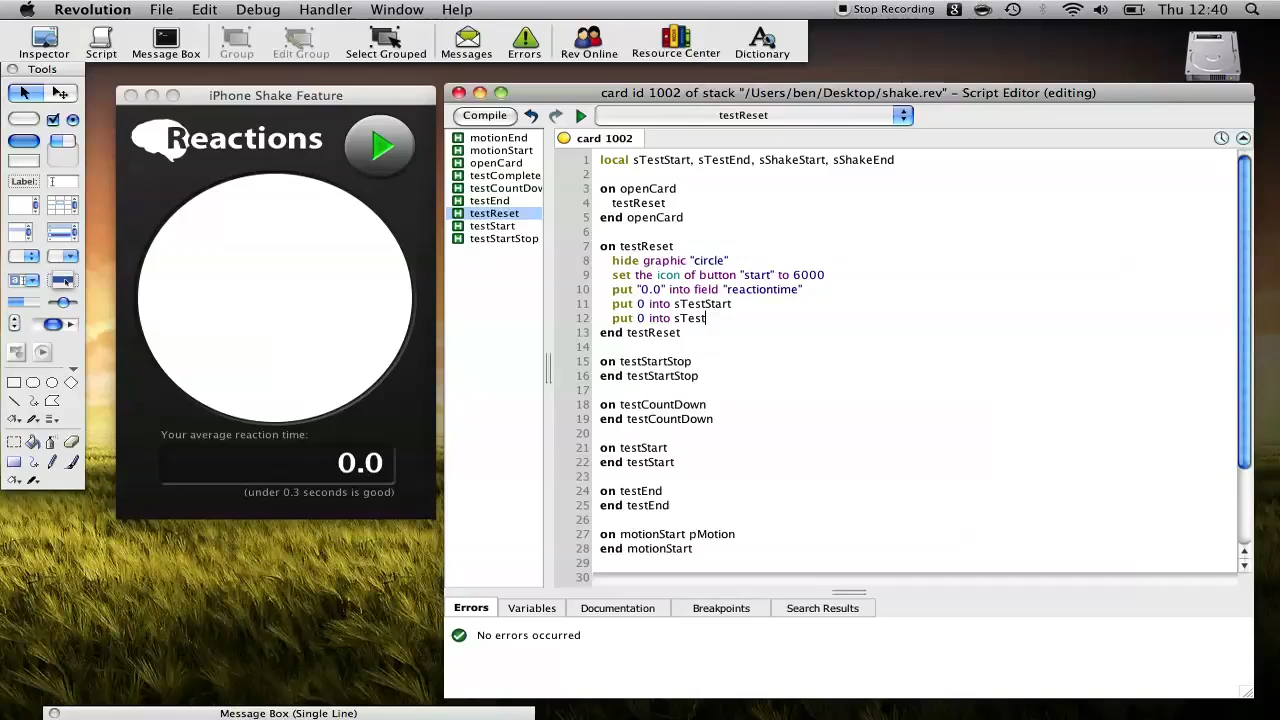 Revolution File Edit Debug Handler Window Help Stop Recording Thu 12:40
Inspector Script Message Box Group Edit Group Select Grouped Messages Errors Rev Online Resource Center Dictionary
Tools
Label:
iPhone Shake Feature
Reactions
Your average reaction time:
0.0
(under 0.3 seconds is good)
card id 1002 of stack "/Users/ben/Desktop/shake.rev" - Script Editor (editing)
Compile testReset
motionEnd
motionStart
openCard
testComplete
testCountDow
testEnd
testReset
testStart
testStartStop
card 1002
1 local sTestStart, sTestEnd, sShakeStart, sShakeEnd
2
3 on openCard
4 testReset
5 end openCard
6
7 on testReset
8 hide graphic "circle"
9 set the icon of button "start" to 6000
10 put "0.0" into field "reactiontime"
11 put 0 into sTestStart
12 put 0 into sTest
13 end testReset
14
15 on testStartStop
16 end testStartStop
17
18 on testCountDown
19 end testCountDown
20
21 on testStart
22 end testStart
23
24 on testEnd
25 end testEnd
26
27 on motionStart pMotion
28 end motionStart
29
30
Errors Variables Documentation Breakpoints Search Results
No errors occurred
Message Box (Single Line)